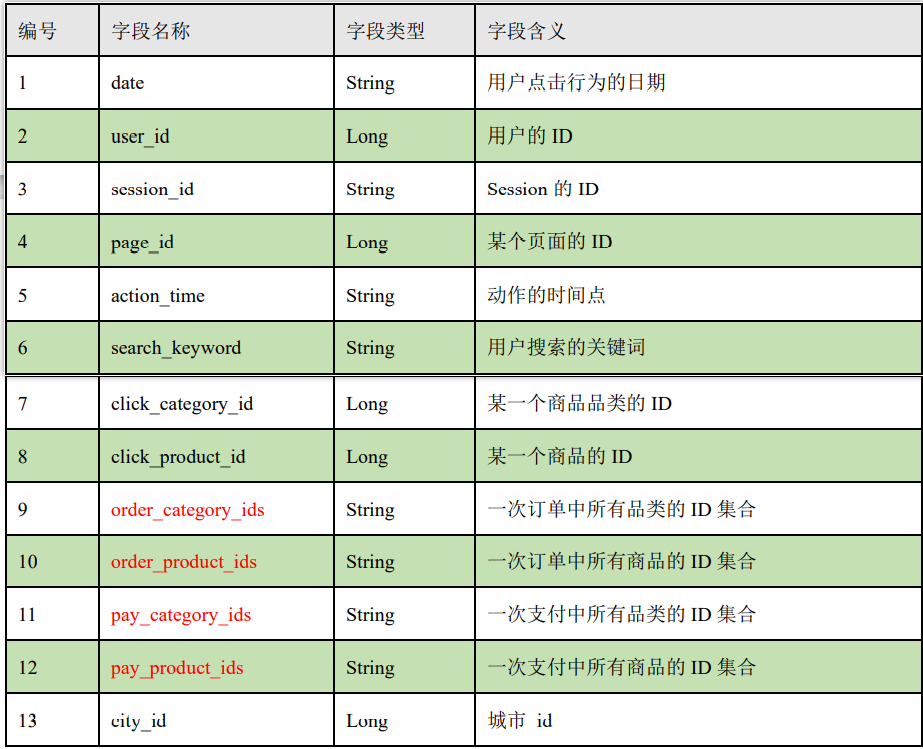 编号 字段名称 字段类型 字段含义
1 date String 用户点击行为的日期
2 user_id Long 用户的 ID
3 session_id String Session 的 ID
4 page_id Long 某个页面的 ID
5 action_time String 动作的时间点
6 search_keyword String 用户搜索的关键词
7 click_category_id Long 某一个商品品类的 ID
8 click_product_id Long 某一个商品的 ID
9 order_category_ids String 一次订单中所有品类的 ID 集合
10 order_product_ids String 一次订单中所有商品的 ID 集合
11 pay_category_ids String 一次支付中所有品类的 ID 集合
12 pay_product_ids String 一次支付中所有商品的 ID 集合
13 city_id Long 城市 id